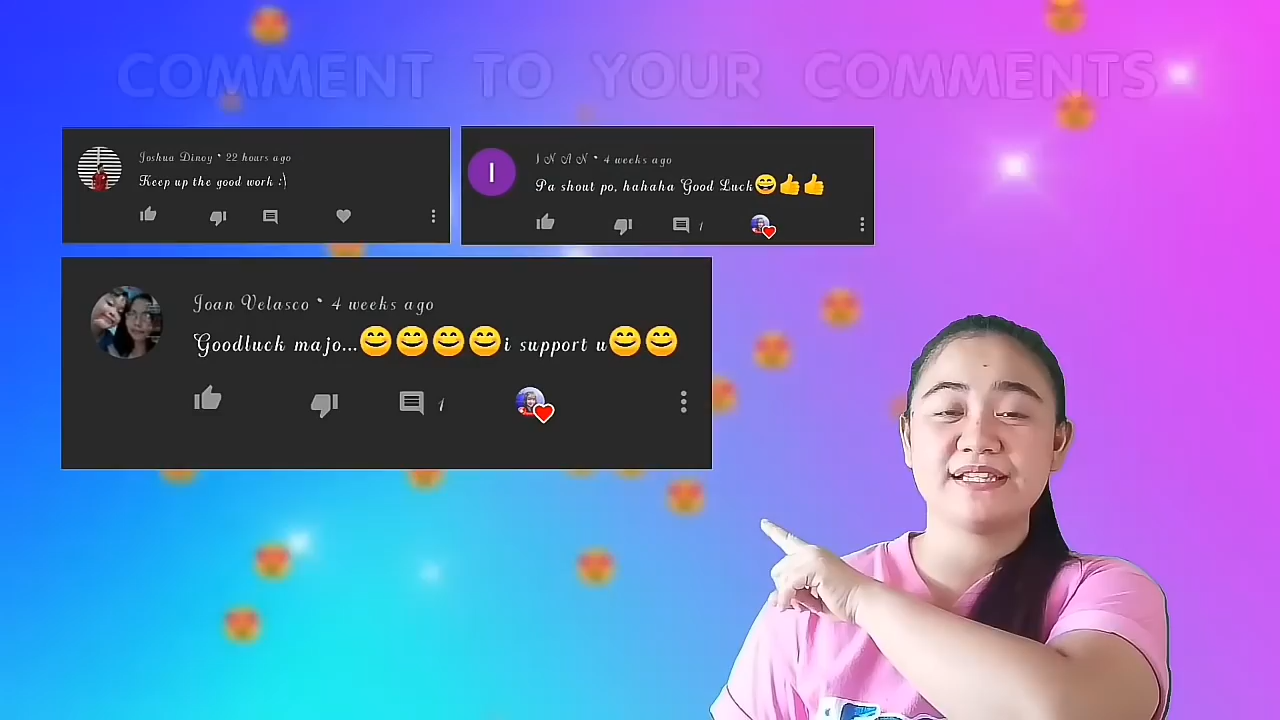 COMMENT TO YOUR COMMENTS
Joshua Dinoy • 22 hours ago
Keep up the good work :)
I
I N A N • 4 weeks ago
Pa shout po, hahaha Good Luck😄👍👍
1
Joan Velasco • 4 weeks ago
Goodluck majo...😊😊😊😊i support u😊😊
1